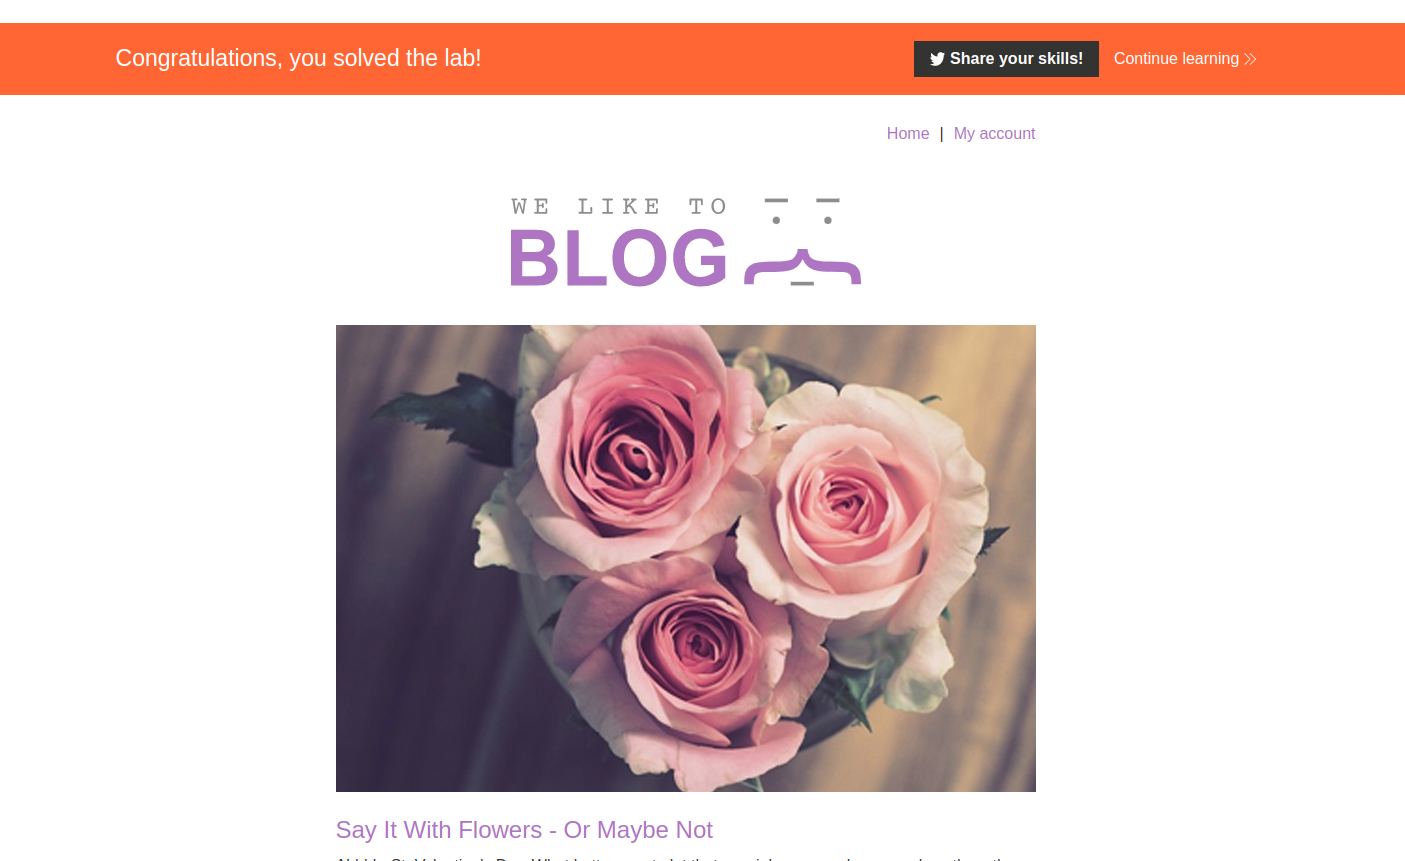 Congratulations, you solved the lab!
Share your skills!
Continue learning
Home | My account
WE LIKE TO
BLOG
Say It With Flowers - Or Maybe Not